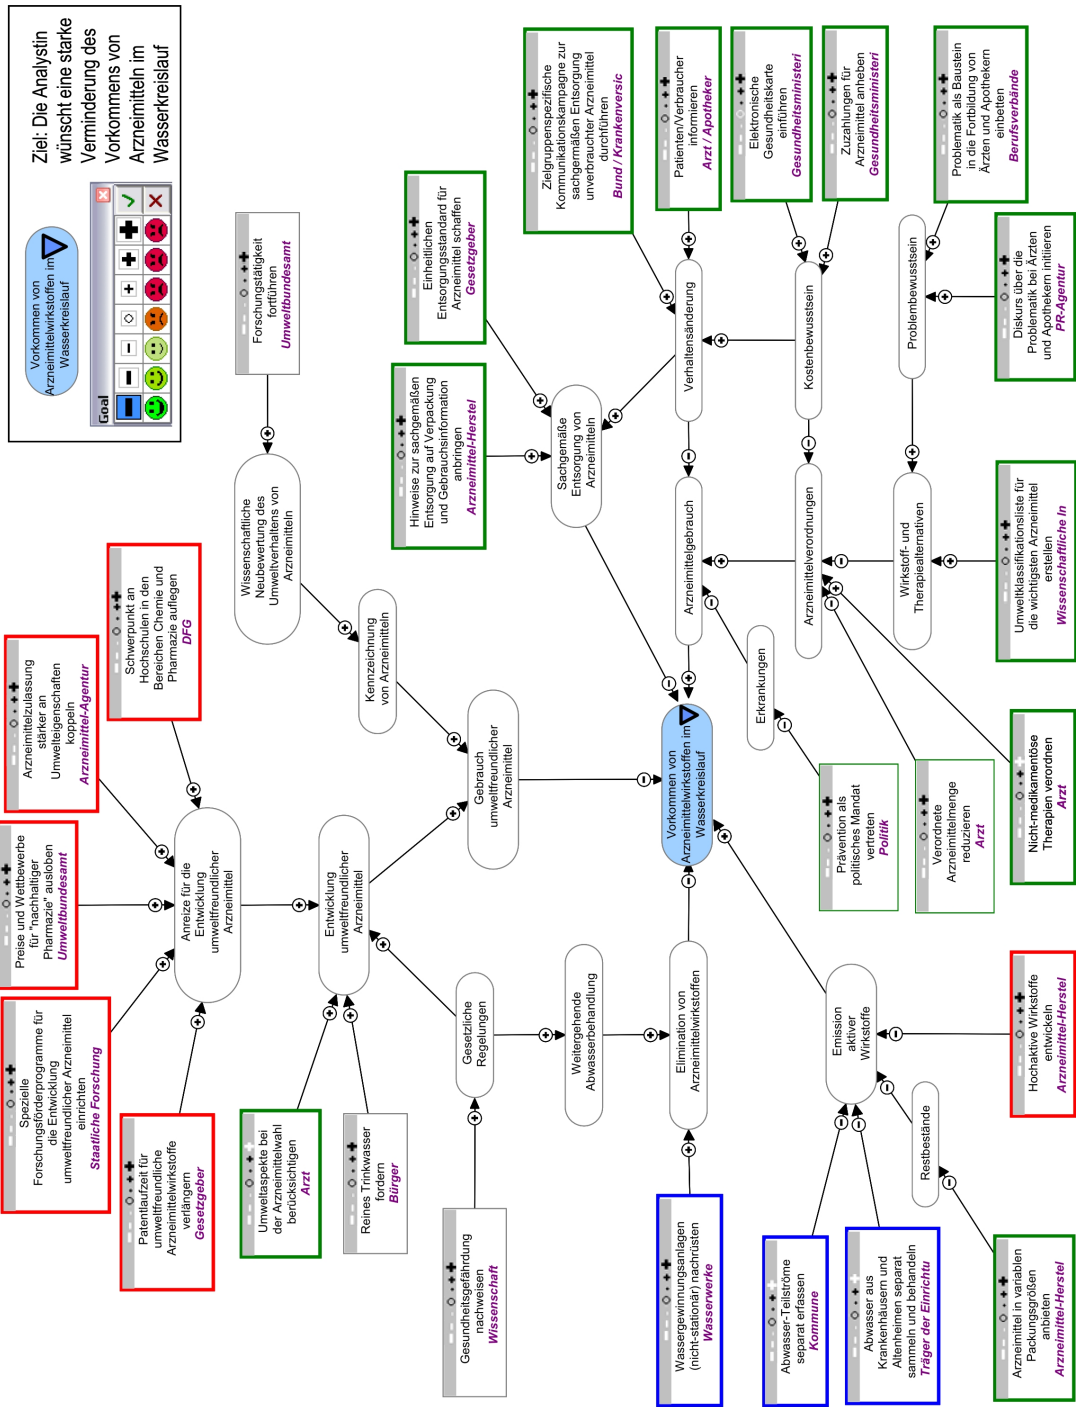 Ziel: Die Analystin
wünscht eine starke
Verminderung des
Vorkommens von
Arzneimitteln im
Wasserkreislauf
Vorkommen von
Arzneimittelwirkstoffen im
Wasserkreislauf
Goal
Forschungstätigkeit
fortführen
Umweltbundesamt
Wissenschaftliche
Neubewertung des
Umweltverhaltens von
Arzneimitteln
Kennzeichnung
von Arzneimitteln
Gebrauch
umweltfreundlicher
Arzneimittel
Schwerpunkt an
Hochschulen in den
Bereichen Chemie und
Pharmazie auflegen
DFG
Arzneimittelzulassung
stärker an
Umwelteigenschaften
koppeln
Arzneimittel-Agentur
Preise und Wettbewerbe
für "nachhaltiger
Pharmazie" ausloben
Umweltbundesamt
Spezielle
Forschungsförderprogramme für
die Entwicklung
umweltfreundlicher Arzneimittel
einrichten
Staatliche Forschung
Patentlaufzeit für
umweltfreundliche
Arzneimittelwirkstoffe
verlängern
Gesetzgeber
Anreize für die
Entwicklung
umweltfreundlicher
Arzneimittel
Entwicklung
umweltfreundlicher
Arzneimittel
Umweltaspekte bei
der Arzneimittelwahl
berücksichtigen
Arzt
Reines Trinkwasser
fordern
Bürger
Gesundheitsgefährdung
nachweisen
Wissenschaft
Gesetzliche
Regelungen
Weitergehende
Abwasserbehandlung
Elimination von
Arzneimittelwirkstoffen
Wassergewinnungsanlagen
(nicht-stationär) nachrüsten
Wasserwerke
Abwasser-Teilströme
separat erfassen
Kommune
Abwasser aus
Krankenhäusern und
Altenheimen separat
sammeln und behandeln
Träger der Einrichtu
Arzneimittel in variablen
Packungsgrößen
anbieten
Arzneimittel-Herstel
Restbestände
Emission
aktiver
Wirkstoffe
Hochaktive Wirkstoffe
entwickeln
Arzneimittel-Herstel
Vorkommen von
Arzneimittelwirkstoffen im
Wasserkreislauf
Einheitlichen
Entsorgungsstandard für
Arzneimittel schaffen
Gesetzgeber
Hinweise zur sachgemäßen
Entsorgung auf Verpackung
und Gebrauchsinformation
anbringen
Arzneimittel-Herstel
Sachgemäße
Entsorgung von
Arzneimitteln
Zielgruppenspezifische
Kommunikationskampagne zur
sachgermäßen Entsorgung
unverbrauchter Arzneimittel
durchführen
Bund / Krankenversic
Patienten/Verbraucher
informieren
Arzt / Apotheker
Elektronische
Gesundheitskarte
einführen
Gesundheitsministeri
Zuzahlungen für
Arzneimittel anheben
Gesundheitsministeri
Problematik als Baustein
in die Fortbildung von
Ärzten und Apothekern
einbetten
Berufsverbände
Verhaltensänderung
Kostenbewusstsein
Problembewusstsein
Diskurs über die
Problematik bei Ärzten
und Apothekern initiieren
PR-Agentur
Arzneimittelgebrauch
Arzneimittelverordnungen
Wirkstoff- und
Therapiealternativen
Umweltklassifikationsliste für
die wichtigsten Arzneimittel
erstellen
Wissenschaftliche In
Erkrankungen
Prävention als
politisches Mandat
vertreten
Politik
Verordnete
Arzneimittelmenge
reduzieren
Arzt
Nicht-medikamentöse
Therapien verordnen
Arzt